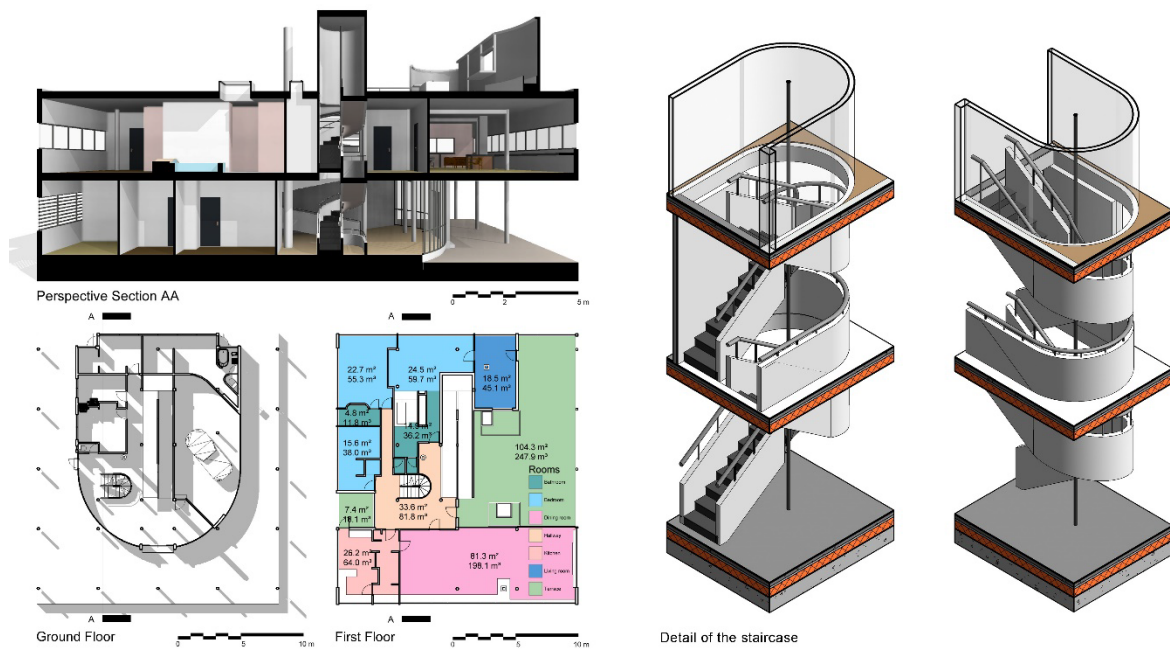 Perspective Section AA
0 2 5 m
A
A
22.7 m²
55.3 m³
24.5 m²
59.7 m³
18.5 m²
45.1 m³
4.8 m²
11.8 m³
36.2 m³
15.6 m²
38.0 m³
104.3 m²
247.9 m³
Rooms
Bathroom
Bedroom
Dining room
Hallway
Kitchen
Living room
Terrace
7.4 m²
18.1 m³
33.6 m²
81.8 m³
26.2 m²
64.0 m³
81.3 m²
198.1 m³
A
A
Ground Floor
0 5 10 m
First Floor
0 5 10 m
Detail of the staircase